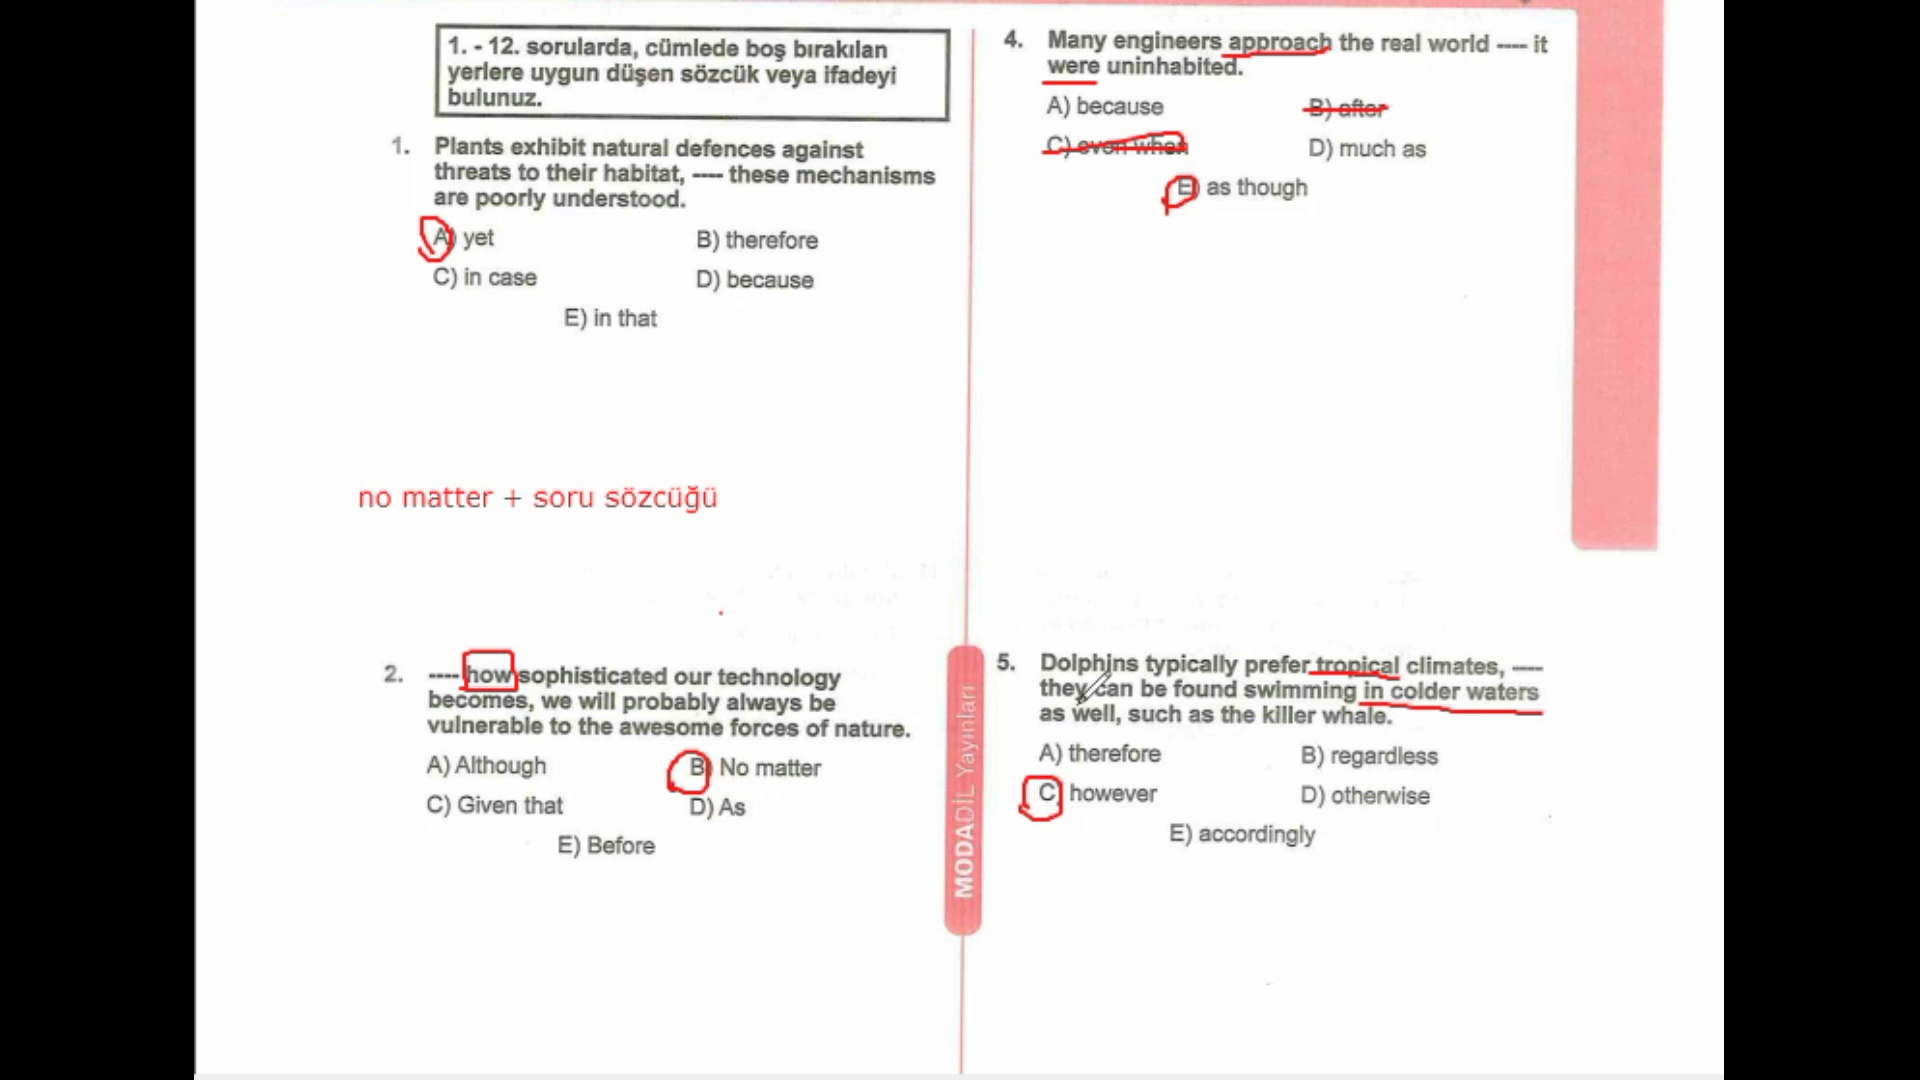 1. - 12. sorularda, cümlede boş bırakılan
yerlere uygun düşen sözcük veya ifadeyi
bulunuz.
1. Plants exhibit natural defences against
threats to their habitat, ---- these mechanisms
are poorly understood.
A) yet B) therefore
C) in case D) because
E) in that
no matter + soru sözcüğü
2. ---- how sophisticated our technology
becomes, we will probably always be
vulnerable to the awesome forces of nature.
A) Although B) No matter
C) Given that D) As
E) Before
MODADİL Yayınları
4. Many engineers approach the real world ---- it
were uninhabited.
A) because B) after
C) even when D) much as
E) as though
5. Dolphins typically prefer tropical climates, ----
they can be found swimming in colder waters
as well, such as the killer whale.
A) therefore B) regardless
C) however D) otherwise
E) accordingly